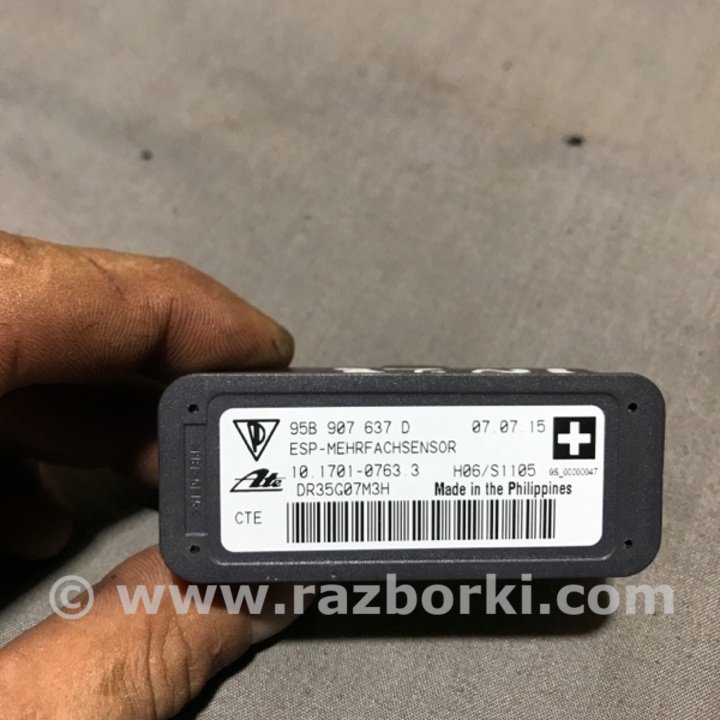 95B 907 637 D 07.07.15
ESP-MEHRFACHSENSOR
Ate 10.1701-0763.3 H06/S1105 95_00000047
DR35G07M3H Made in the Philippines
CTE
© www.razborki.com